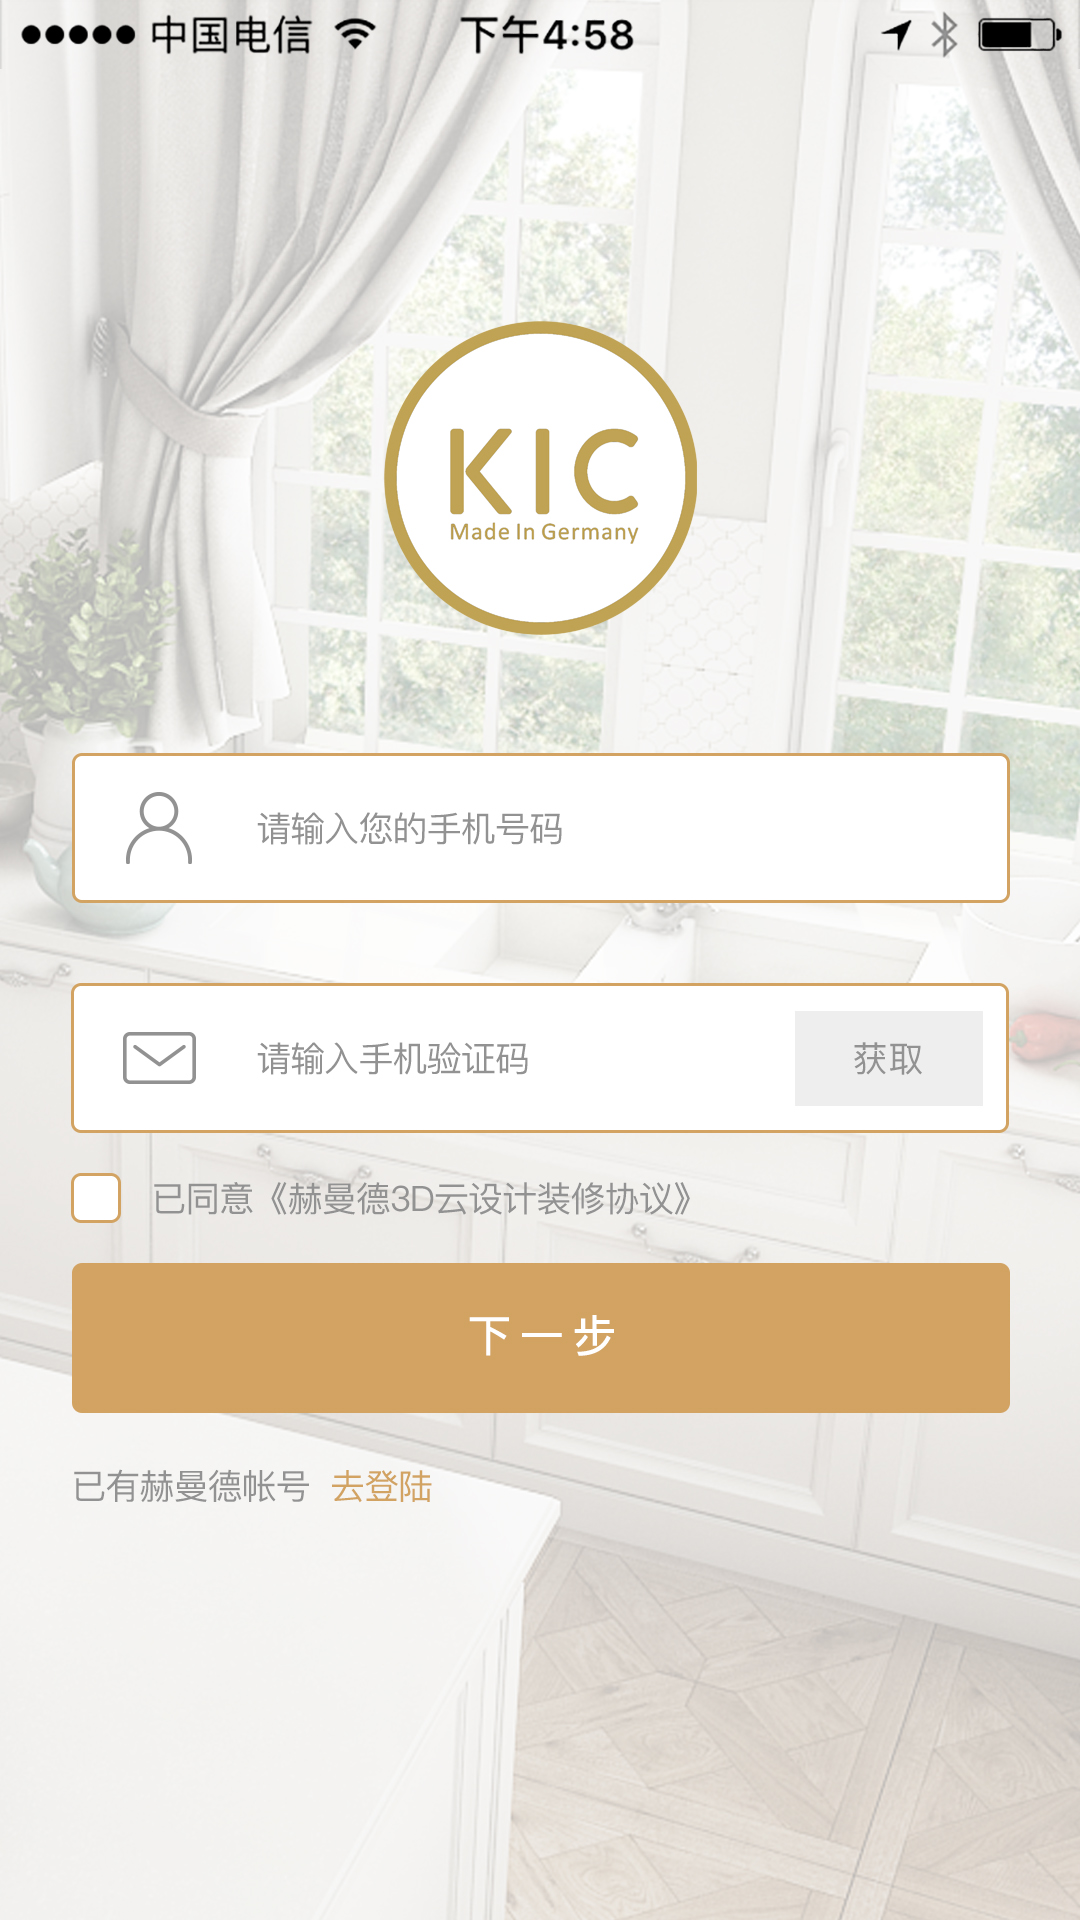 中国电信 下午4:58
KIC
Made In Germany
请输入您的手机号码
请输入手机验证码 获取
已同意《赫曼德3D云设计装修协议》
下一步
已有赫曼德帐号 去登陆